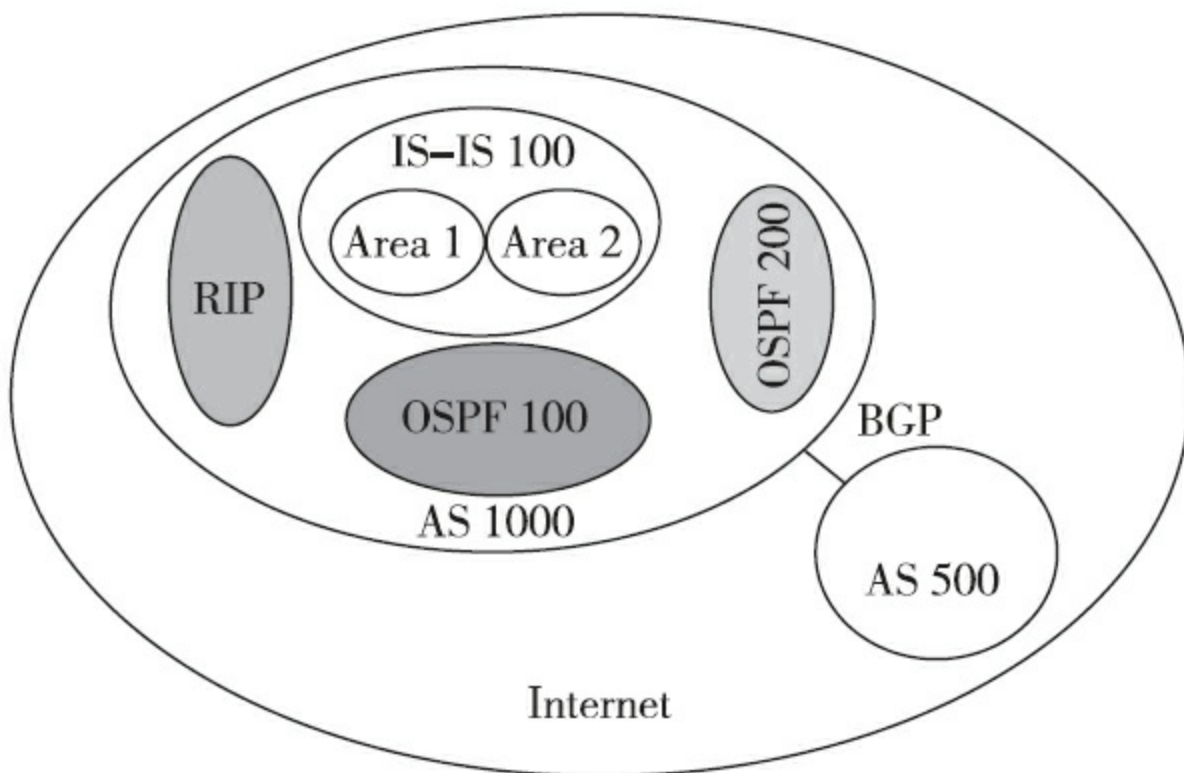 IS–IS 100
Area 1
Area 2
RIP
OSPF 200
OSPF 100
BGP
AS 1000
AS 500
Internet